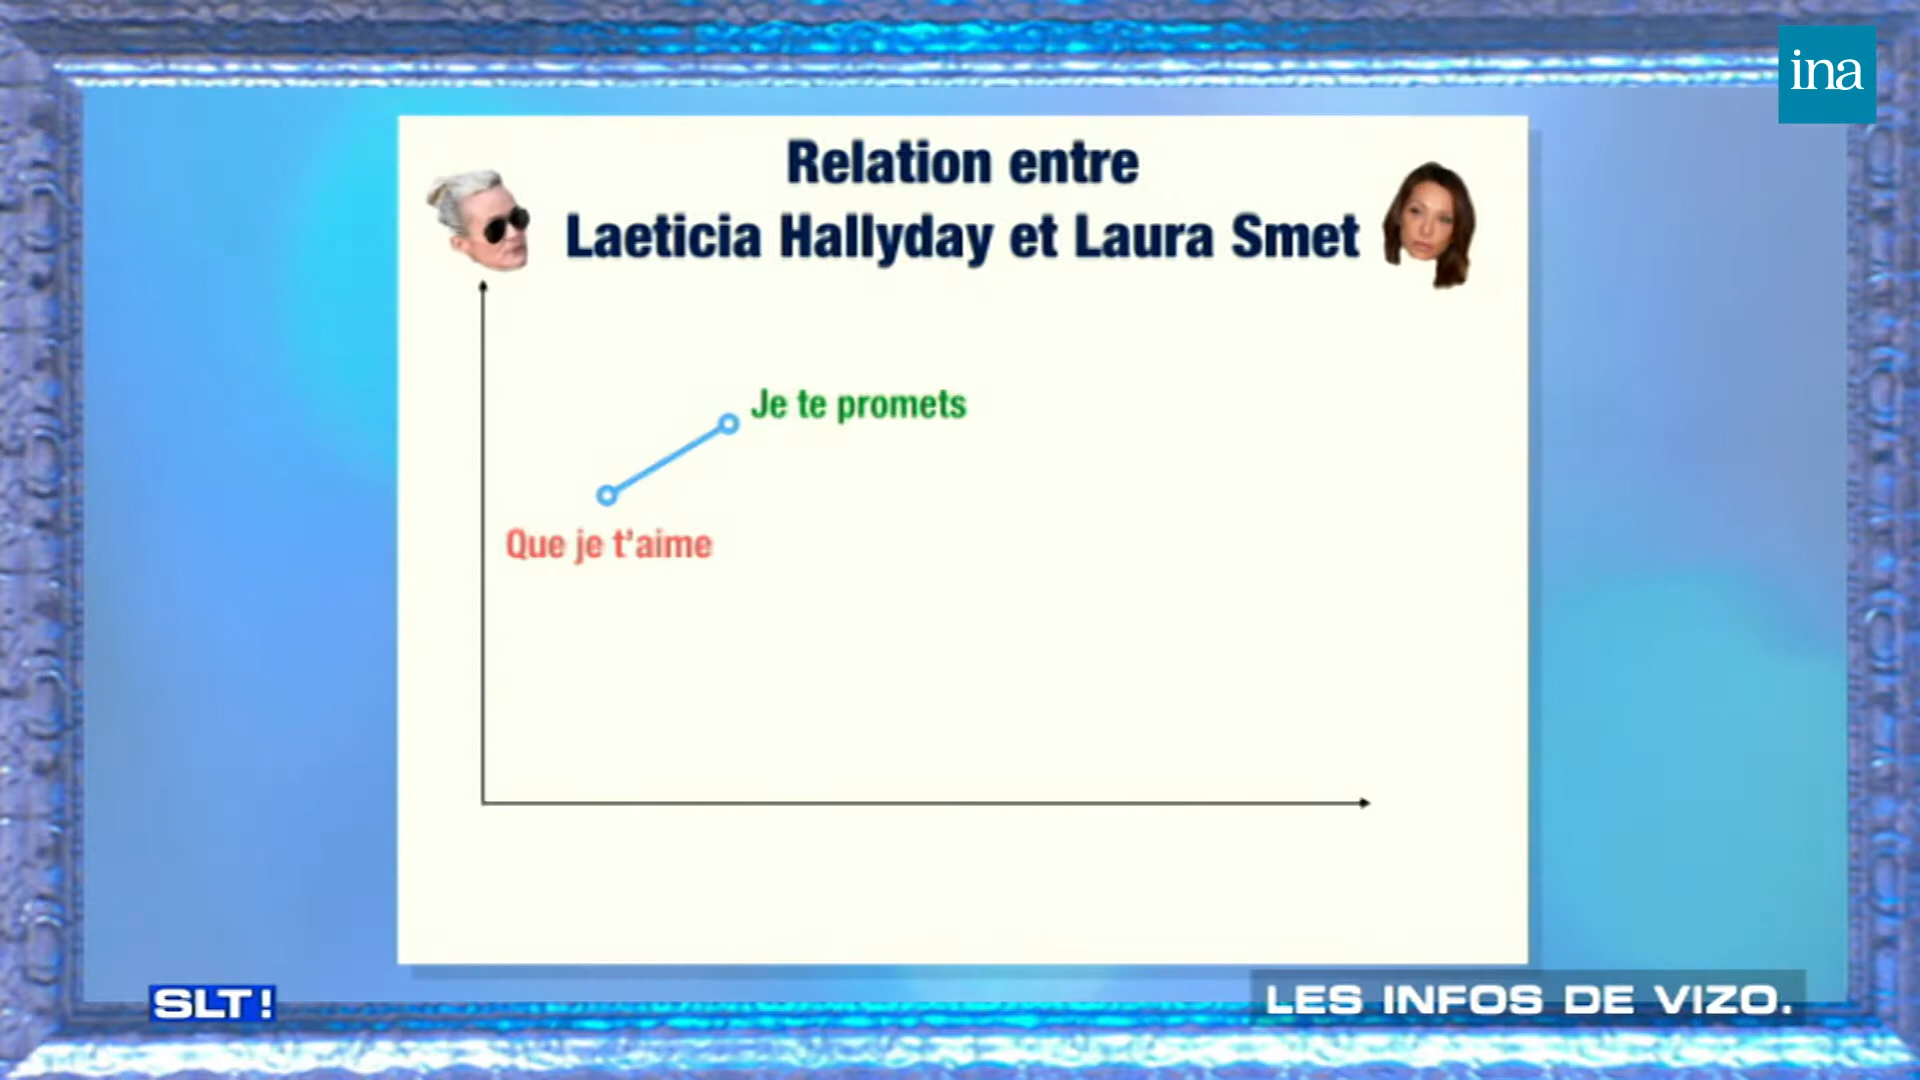 ina
Relation entre
Laeticia Hallyday et Laura Smet
Je te promets
Que je t'aime
SLT!
LES INFOS DE VIZO.